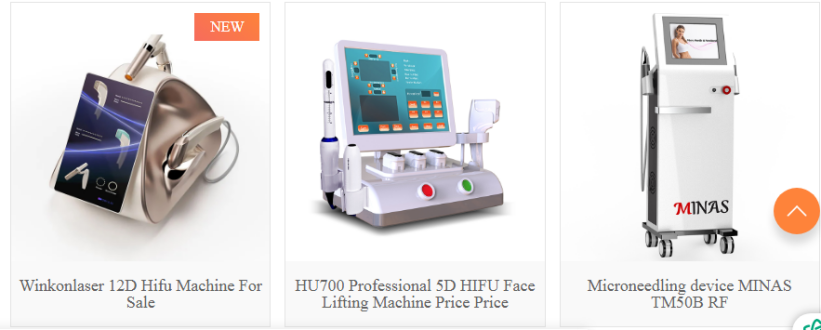 NEW
MINAS
Winkonlaser 12D Hifu Machine For
Sale
HU700 Professional 5D HIFU Face
Lifting Machine Price Price
Microneedling device MINAS
TM50B RF